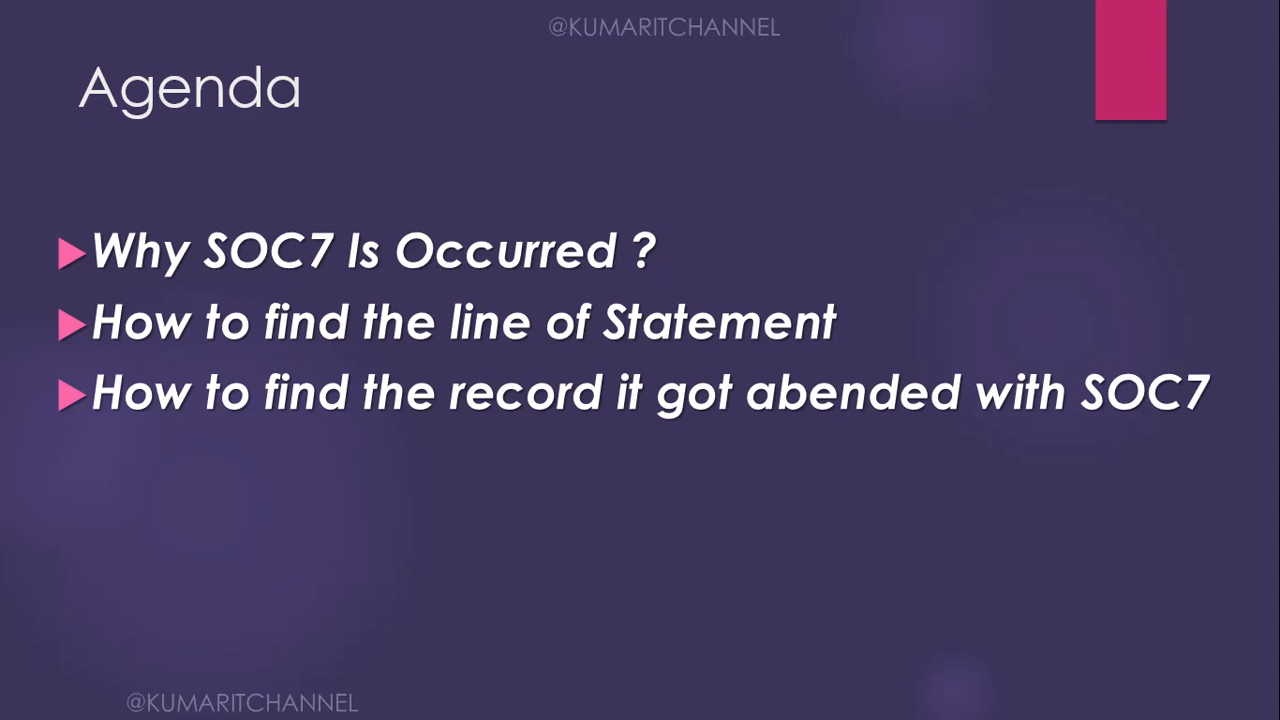 @KUMARITCHANNEL
Agenda
Why SOC7 Is Occurred ?
How to find the line of Statement
How to find the record it got abended with SOC7
@KUMARITCHANNEL